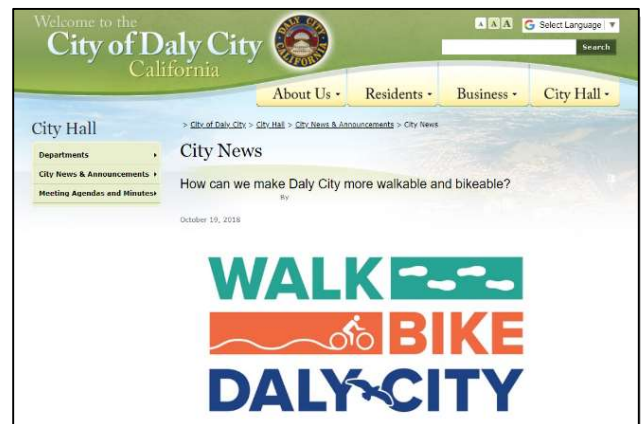 Welcome to the
City of Daly City
California
DALY CITY
CALIFORNIA
A A A
Select Language
Search
About Us
Residents
Business
City Hall
City Hall
Departments
City News & Announcements
Meeting Agendas and Minutes
> City of Daly City > City Hall > City News & Announcements > City News
City News
How can we make Daly City more walkable and bikeable?
By
October 19, 2016
WALK
BIKE
DALY CITY